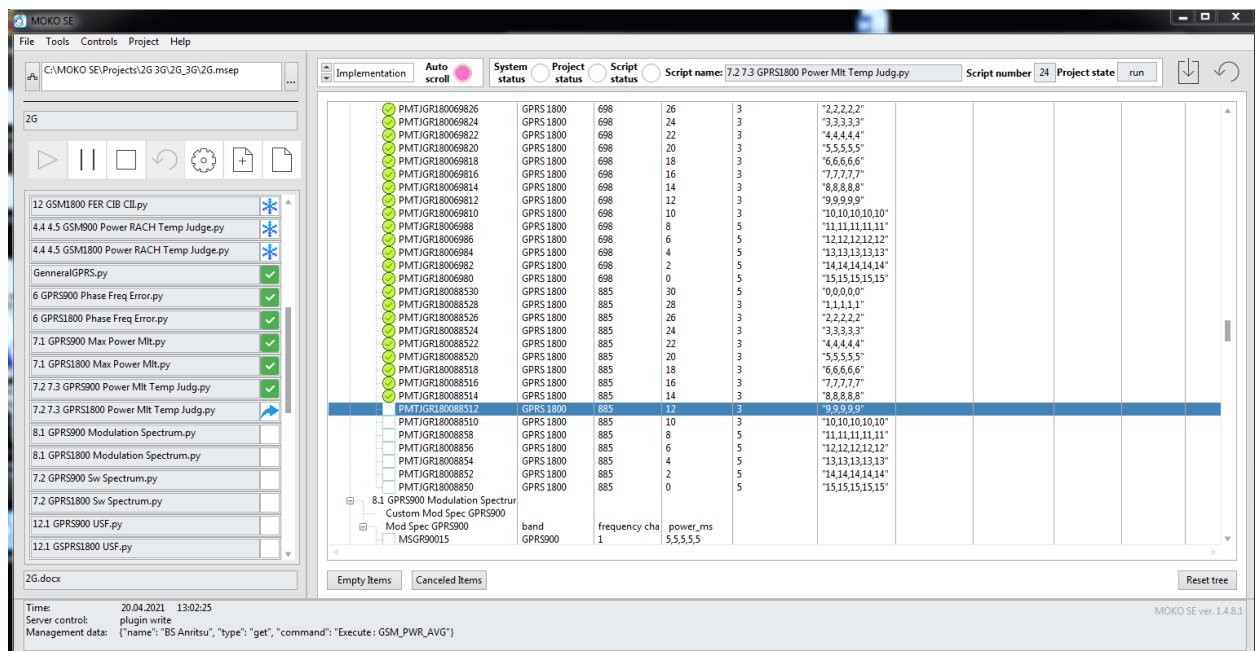 MOKO SE
File Tools Controls Project Help
C:\MOKO SE\Projects\2G 3G\2G_3G\2G.msep
...
Implementation
Auto scroll
System status
Project status
Script status
Script name: 7.2 7.3 GPRS1800 Power Mlt Temp Judg.py
Script number 24
Project state run
2G
12 GSM1800 FER CIB CII.py
4.4 4.5 GSM900 Power RACH Temp Judge.py
4.4 4.5 GSM1800 Power RACH Temp Judge.py
GenneralGPRS.py
6 GPRS900 Phase Freq Error.py
6 GPRS1800 Phase Freq Error.py
7.1 GPRS900 Max Power Mlt.py
7.1 GPRS1800 Max Power Mlt.py
7.2 7.3 GPRS900 Power Mlt Temp Judg.py
7.2 7.3 GPRS1800 Power Mlt Temp Judg.py
8.1 GPRS900 Modulation Spectrum.py
8.1 GPRS1800 Modulation Spectrum.py
7.2 GPRS900 Sw Spectrum.py
7.2 GPRS1800 Sw Spectrum.py
12.1 GPRS900 USF.py
12.1 GSPRS1800 USF.py
2G.docx
PMTJGR180069826 GPRS 1800 698 26 3 "2,2,2,2,2"
PMTJGR180069824 GPRS 1800 698 24 3 "3,3,3,3,3"
PMTJGR180069822 GPRS 1800 698 22 3 "4,4,4,4,4"
PMTJGR180069820 GPRS 1800 698 20 3 "5,5,5,5,5"
PMTJGR180069818 GPRS 1800 698 18 3 "6,6,6,6,6"
PMTJGR180069816 GPRS 1800 698 16 3 "7,7,7,7,7"
PMTJGR180069814 GPRS 1800 698 14 3 "8,8,8,8,8"
PMTJGR180069812 GPRS 1800 698 12 3 "9,9,9,9,9"
PMTJGR180069810 GPRS 1800 698 10 3 "10,10,10,10,10"
PMTJGR18006988 GPRS 1800 698 8 5 "11,11,11,11,11"
PMTJGR18006986 GPRS 1800 698 6 5 "12,12,12,12,12"
PMTJGR18006984 GPRS 1800 698 4 5 "13,13,13,13,13"
PMTJGR18006982 GPRS 1800 698 2 5 "14,14,14,14,14"
PMTJGR18006980 GPRS 1800 698 0 5 "15,15,15,15,15"
PMTJGR180088530 GPRS 1800 885 30 5 "0,0,0,0,0"
PMTJGR180088528 GPRS 1800 885 28 3 "1,1,1,1,1"
PMTJGR180088526 GPRS 1800 885 26 3 "2,2,2,2,2"
PMTJGR180088524 GPRS 1800 885 24 3 "3,3,3,3,3"
PMTJGR180088522 GPRS 1800 885 22 3 "4,4,4,4,4"
PMTJGR180088520 GPRS 1800 885 20 3 "5,5,5,5,5"
PMTJGR180088518 GPRS 1800 885 18 3 "6,6,6,6,6"
PMTJGR180088516 GPRS 1800 885 16 3 "7,7,7,7,7"
PMTJGR180088514 GPRS 1800 885 14 3 "8,8,8,8,8"
PMTJGR180088512 GPRS 1800 885 12 3 "9,9,9,9,9"
PMTJGR180088510 GPRS 1800 885 10 3 "10,10,10,10,10"
PMTJGR18008858 GPRS 1800 885 8 5 "11,11,11,11,11"
PMTJGR18008856 GPRS 1800 885 6 5 "12,12,12,12,12"
PMTJGR18008854 GPRS 1800 885 4 5 "13,13,13,13,13"
PMTJGR18008852 GPRS 1800 885 2 5 "14,14,14,14,14"
PMTJGR18008850 GPRS 1800 885 0 5 "15,15,15,15,15"
8.1 GPRS900 Modulation Spectrur
Custom Mod Spec GPRS900
Mod Spec GPRS900 band frequency cha power_ms
MSGR90015 GPRS900 1 5,5,5,5,5
Empty Items
Canceled Items
Reset tree
Time: 20.04.2021 13:02:25
Server control: plugin write
Management data: {"name": "BS Anritsu", "type": "get", "command": "Execute : GSM_PWR_AVG"}
MOKO SE ver. 1.4.8.1